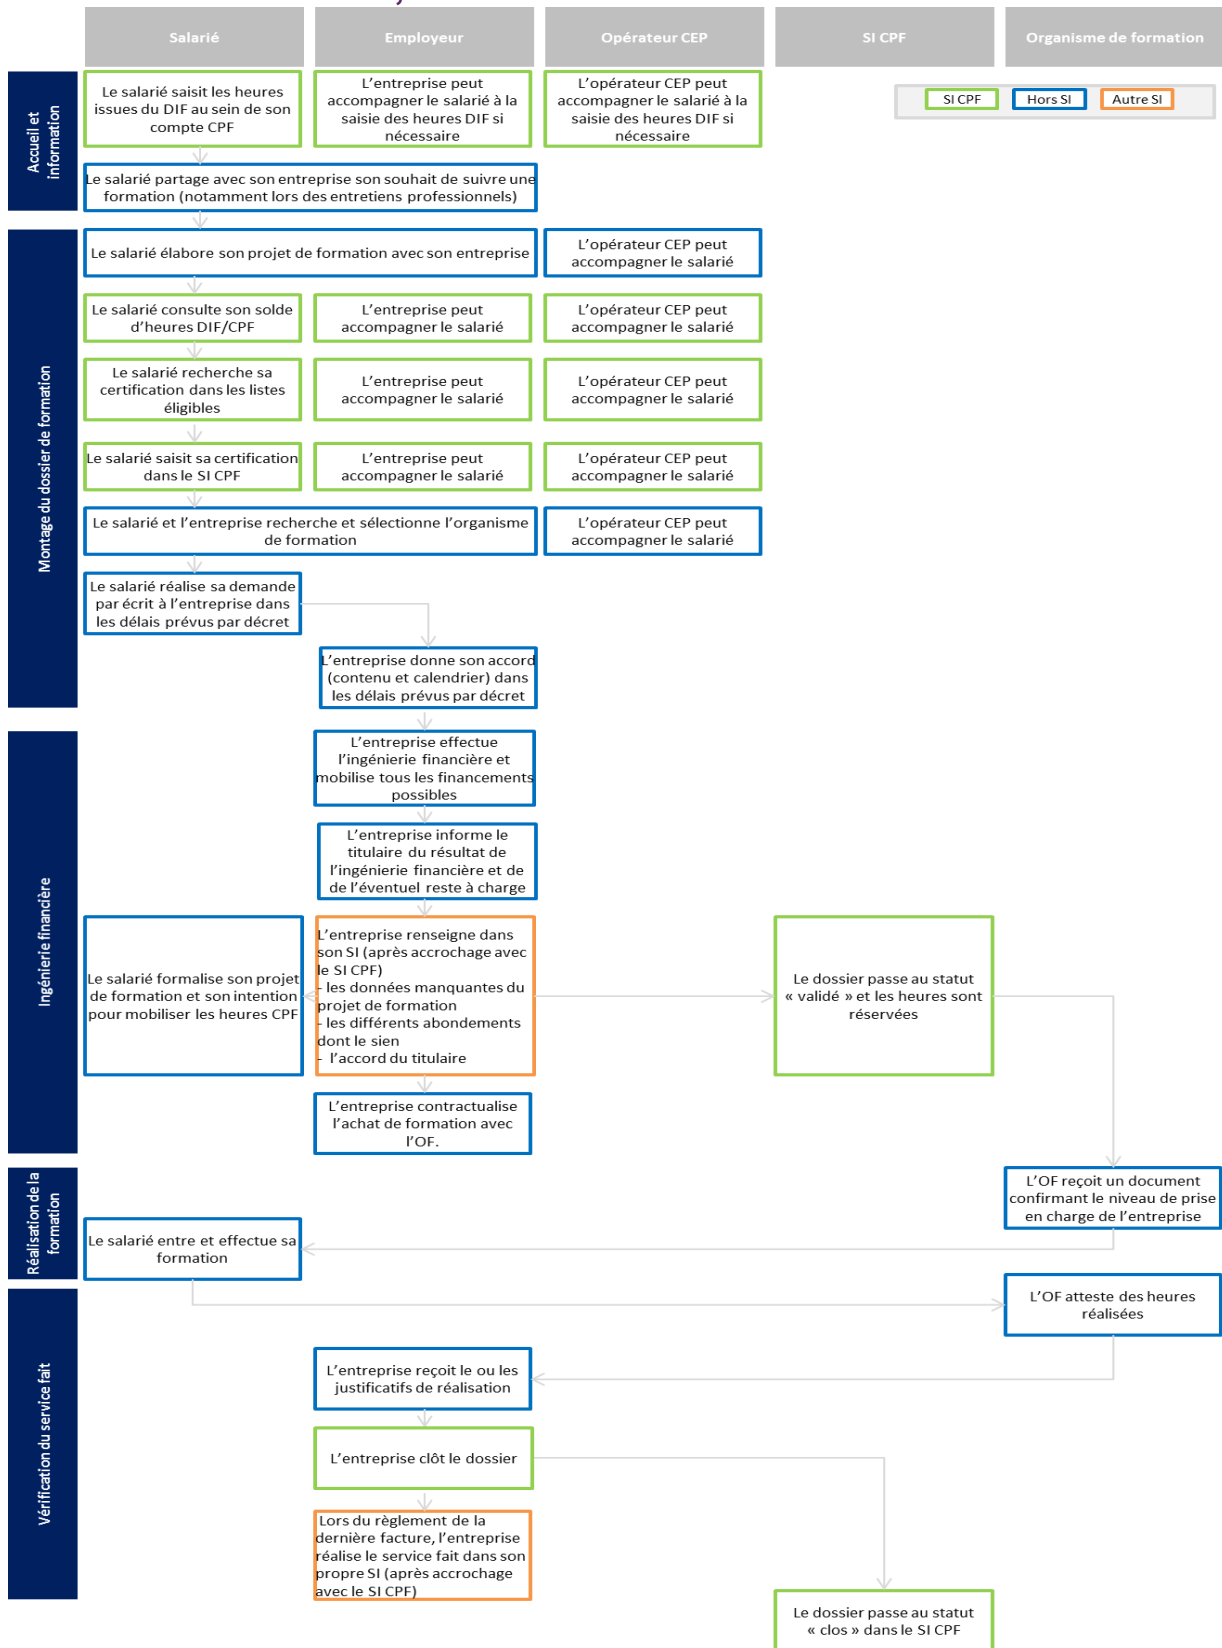 Salarié
Employeur
Opérateur CEP
SI CPF
Organisme de formation
SI CPF
Hors SI
Autre SI
Accueil et
information
Le salarié saisit les heures
issues du DIF au sein de son
compte CPF
L'entreprise peut
accompagner le salarié à la
saisie des heures DIF si
nécessaire
L'opérateur CEP peut
accompagner le salarié à la
saisie des heures DIF si
nécessaire
Le salarié partage avec son entreprise son souhait de suivre une
formation (notamment lors des entretiens professionnels)
Montage du dossier de formation
Le salarié élabore son projet de formation avec son entreprise
L'opérateur CEP peut
accompagner le salarié
Le salarié consulte son solde
d'heures DIF/CPF
L'entreprise peut
accompagner le salarié
L'opérateur CEP peut
accompagner le salarié
Le salarié recherche sa
certification dans les listes
éligibles
L'entreprise peut
accompagner le salarié
L'opérateur CEP peut
accompagner le salarié
Le salarié saisit sa certification
dans le SI CPF
L'entreprise peut
accompagner le salarié
L'opérateur CEP peut
accompagner le salarié
Le salarié et l'entreprise recherche et sélectionne l'organisme
de formation
L'opérateur CEP peut
accompagner le salarié
Le salarié réalise sa demande
par écrit à l'entreprise dans
les délais prévus par décret
L'entreprise donne son accord
(contenu et calendrier) dans
les délais prévus par décret
Ingénierie financière
L'entreprise effectue
l'ingénierie financière et
mobilise tous les financements
possibles
L'entreprise informe le
titulaire du résultat de
l'ingénierie financière et de
de l'éventuel reste à charge
Le salarié formalise son projet
de formation et son intention
pour mobiliser les heures CPF
L'entreprise renseigne dans
son SI (après accrochage avec
le SI CPF)
- les données manquantes du
projet de formation
- les différents abondements
dont le sien
- l'accord du titulaire
Le dossier passe au statut
« validé » et les heures sont
réservées
L'entreprise contractualise
l'achat de formation avec
l'OF.
Réalisation de la
formation
L'OF reçoit un document
confirmant le niveau de prise
en charge de l'entreprise
Le salarié entre et effectue sa
formation
Vérification du service fait
L'OF atteste des heures
réalisées
L'entreprise reçoit le ou les
justificatifs de réalisation
L'entreprise clôt le dossier
Lors du règlement de la
dernière facture, l'entreprise
réalise le service fait dans son
propre SI (après accrochage
avec le SI CPF)
Le dossier passe au statut
« clos » dans le SI CPF